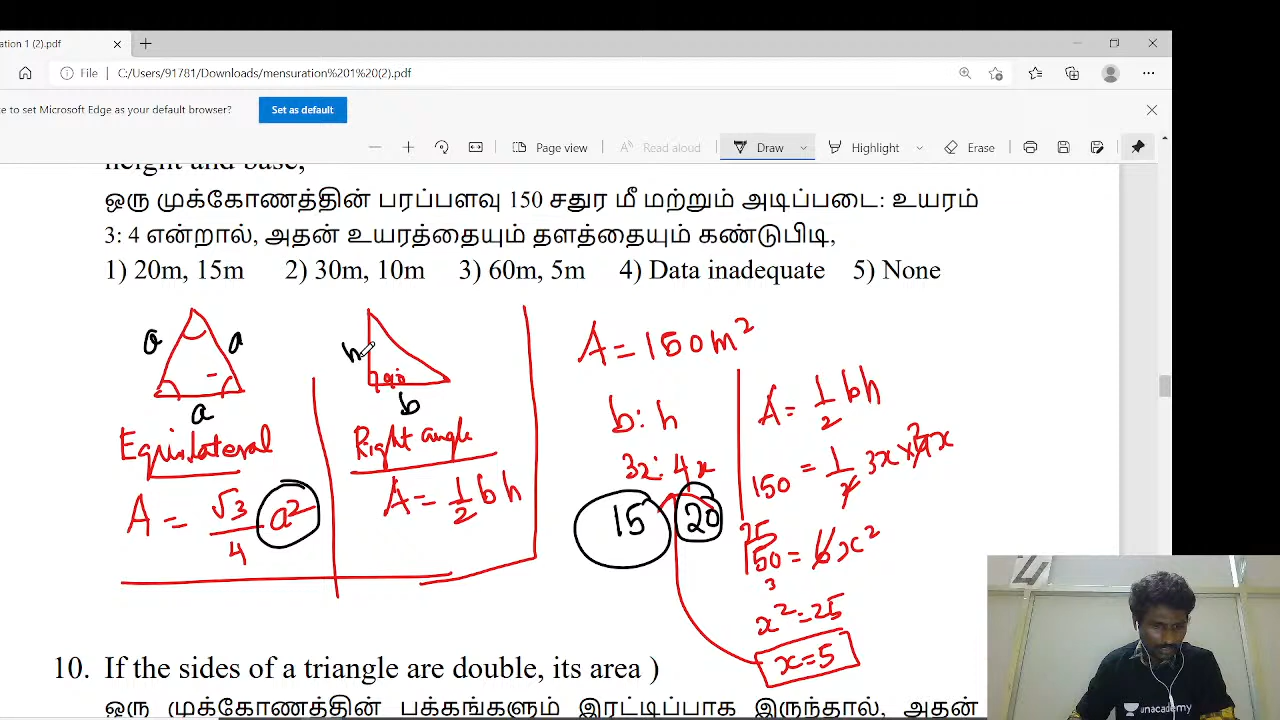 ation 1 (2).pdf
File C:/Users/91781/Downloads/mensuration%201%20(2).pdf
e to set Microsoft Edge as your default browser? Set as default
Page view Read aloud Draw Highlight Erase
height and base,
ஒரு முக்கோணத்தின் பரப்பளவு 150 சதுர மீ மற்றும் அடிப்படை: உயரம்
3: 4 என்றால், அதன் உயரத்தையும் தளத்தையும் கண்டுபிடி,
1) 20m, 15m 2) 30m, 10m 3) 60m, 5m 4) Data inadequate 5) None
a a
a
Equilateral
A = √3/4 a²
h
90
b
Right angle
A = 1/2 b h
A = 150m²
b : h
3x : 4x
15 20
A = 1/2 bh
150 = 1/2 3x × 4x 2
25
150 = 6x²
3
x² = 25
x = 5
10. If the sides of a triangle are double, its area )
ஒரு முக்கோணத்தின் பக்கங்களும் இரட்டிப்பாக இருந்தால், அதன்
unacademy